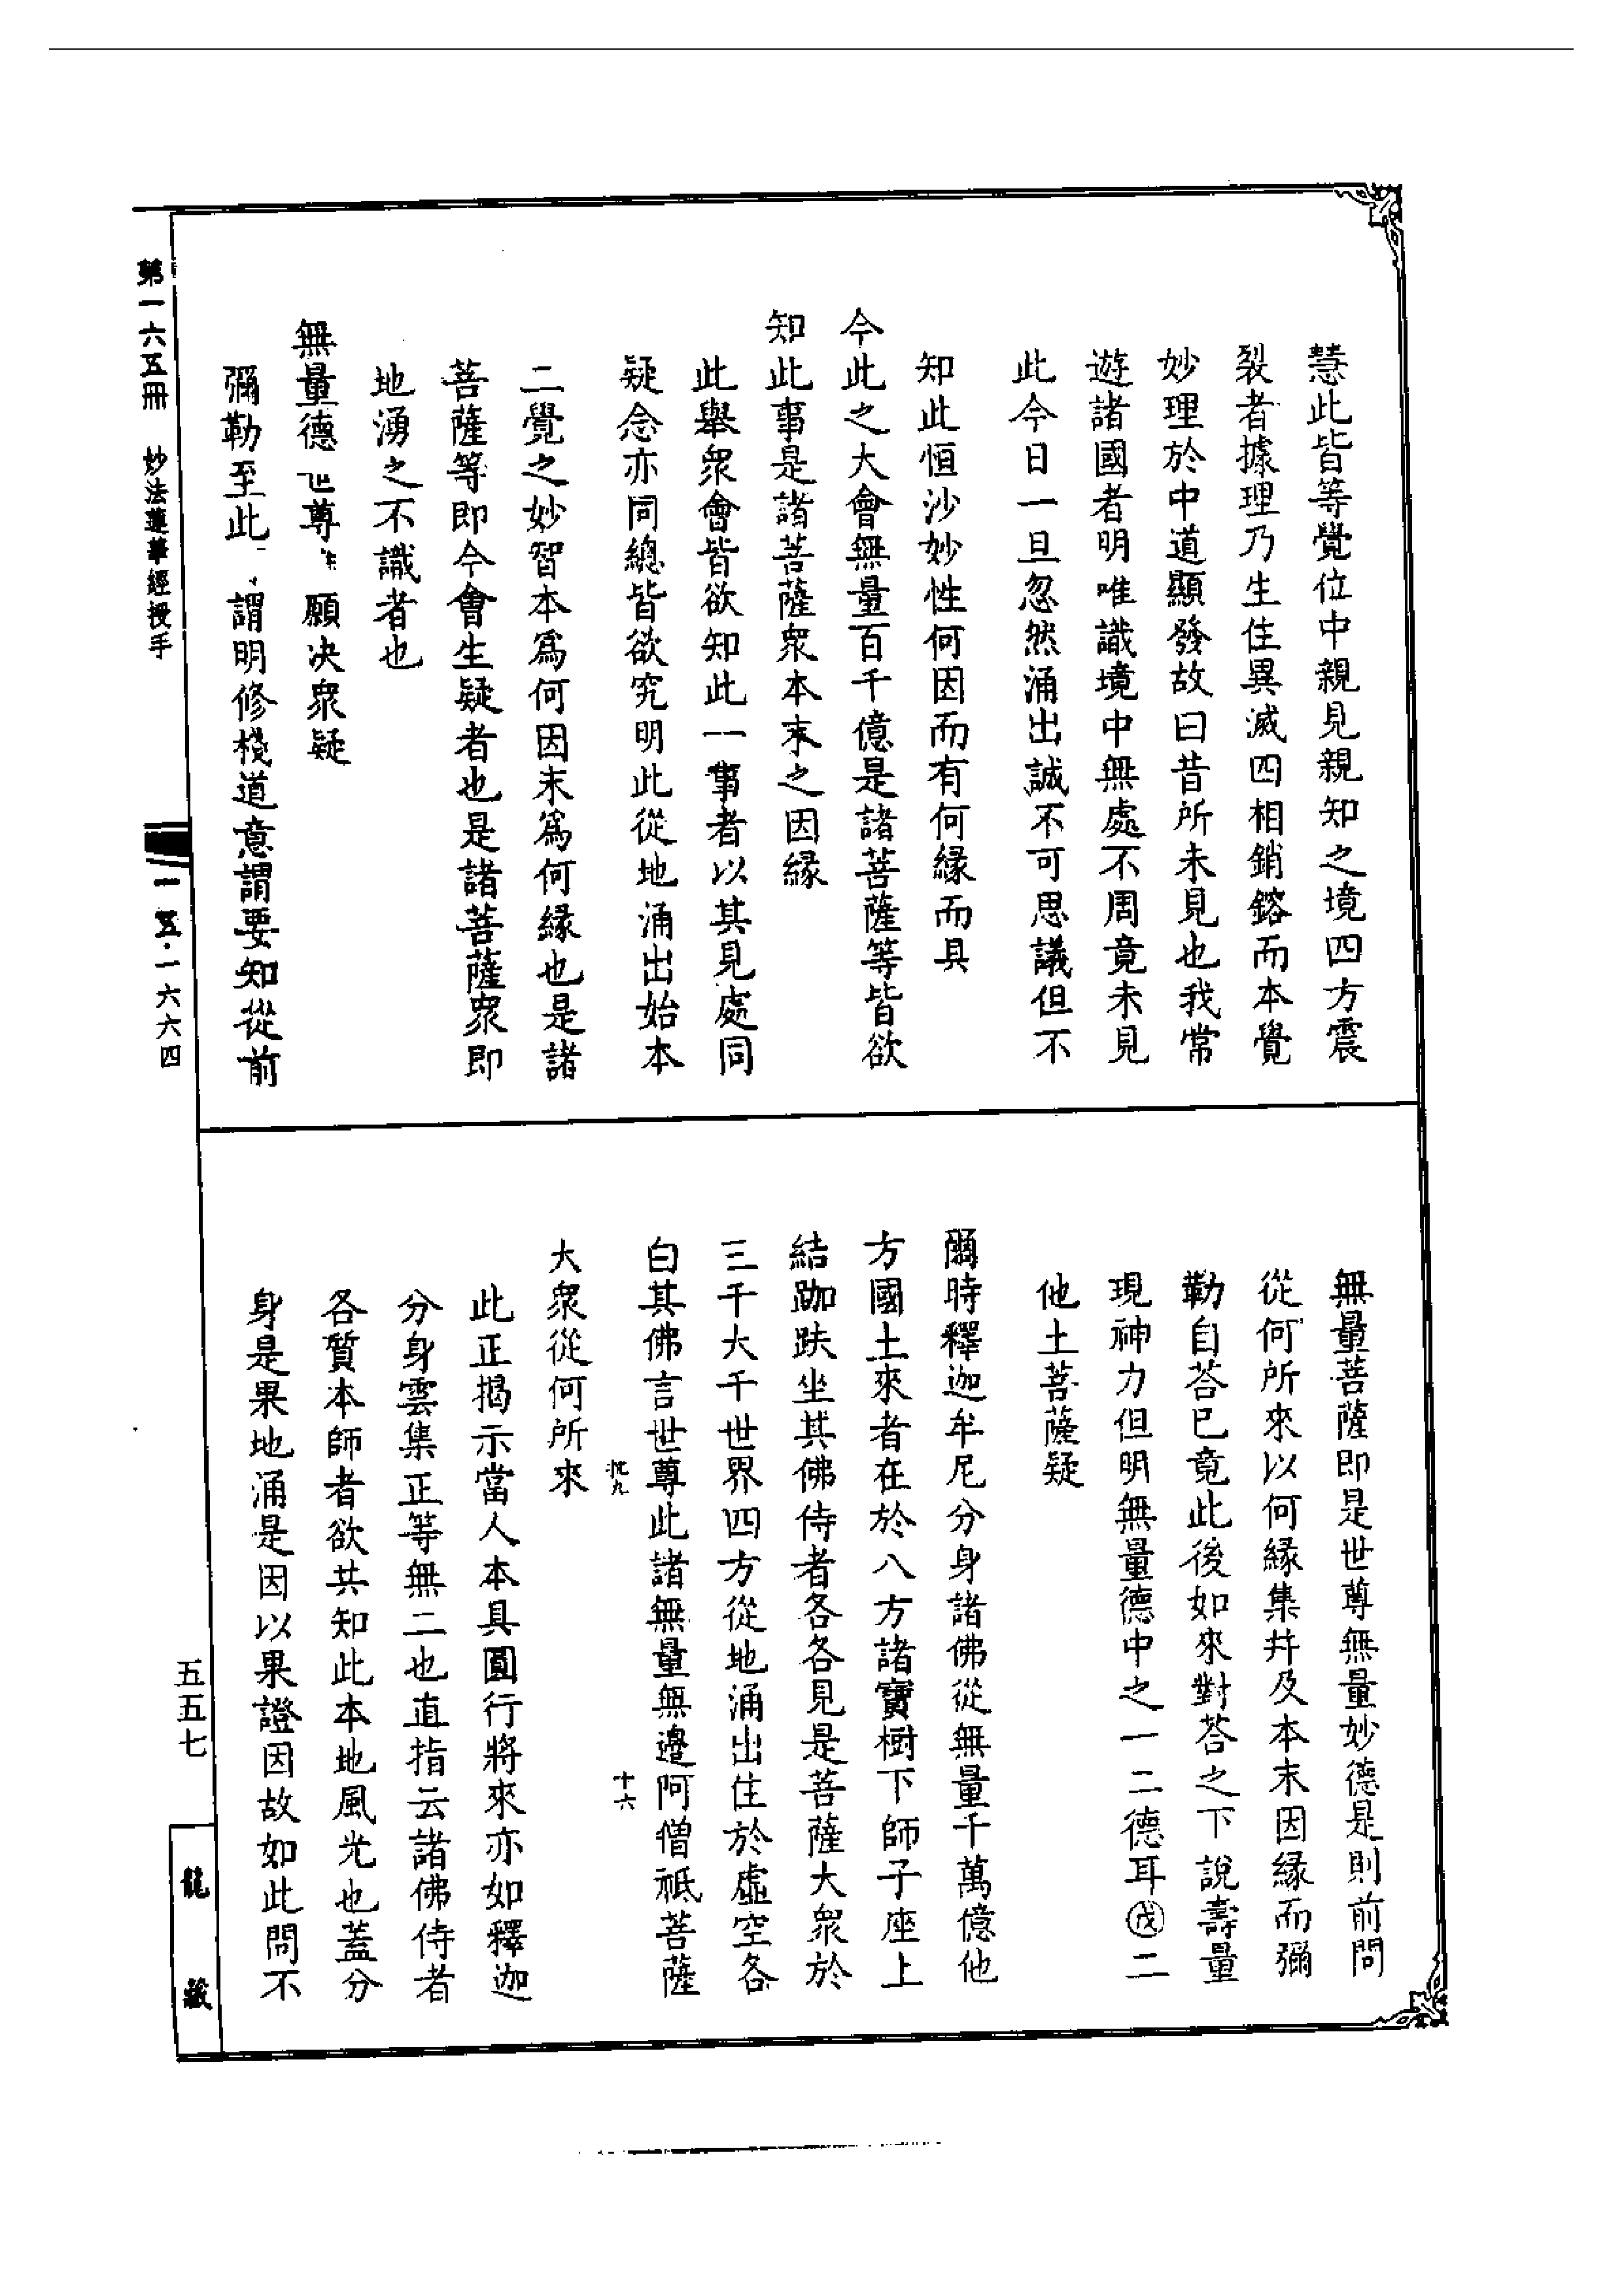 慧此皆等覺位中親見親知之境四方震
裂者據理乃生住異滅四相銷鎔而本覺
妙理於中道顯發故曰昔所未見也我常
遊諸國者明唯識境中無處不周竟未見
此今日一旦忽然涌出誠不可思議但不
知此恒沙妙性何因而有何緣而具
今此之大會無量百千億是諸菩薩等皆欲
知此事是諸菩薩衆本末之因緣
此舉衆會皆欲知此一事者以其見處同
疑念亦同總皆欲究明此從地涌出始本
二覺之妙智本爲何因末爲何緣也是諸
菩薩等即今會生疑者也是諸菩薩衆即
地湧之不識者也
無量德世尊 願決衆疑
彌勒至此 謂明修棧道意謂要知從前
無量菩薩即是世尊無量妙德是則前問
從何所來以何緣集幷及本末因緣而彌
勒自荅已竟此後如來對荅之下說壽量
現神力但明無量德中之一二德耳㊅戊二
他土菩薩疑
爾時釋迦牟尼分身諸佛從無量千萬億他
方國土來者在於八方諸寶樹下師子座上
結跏趺坐其佛侍者各各見是菩薩大衆於
三千大千世界四方從地涌出住於虛空各
白其佛言世尊此諸無量無邊阿僧祇菩薩
十六
大衆從何所來
此正揭示當人本具圓行將來亦如釋迦
分身雲集正等無二也直指云諸佛侍者
各質本師者欲共知此本地風光也蓋分
身是果地涌是因以果證因故如此問不
第一六五冊 妙法蓮華經授手
一五·一六六四
五五七
龍藏